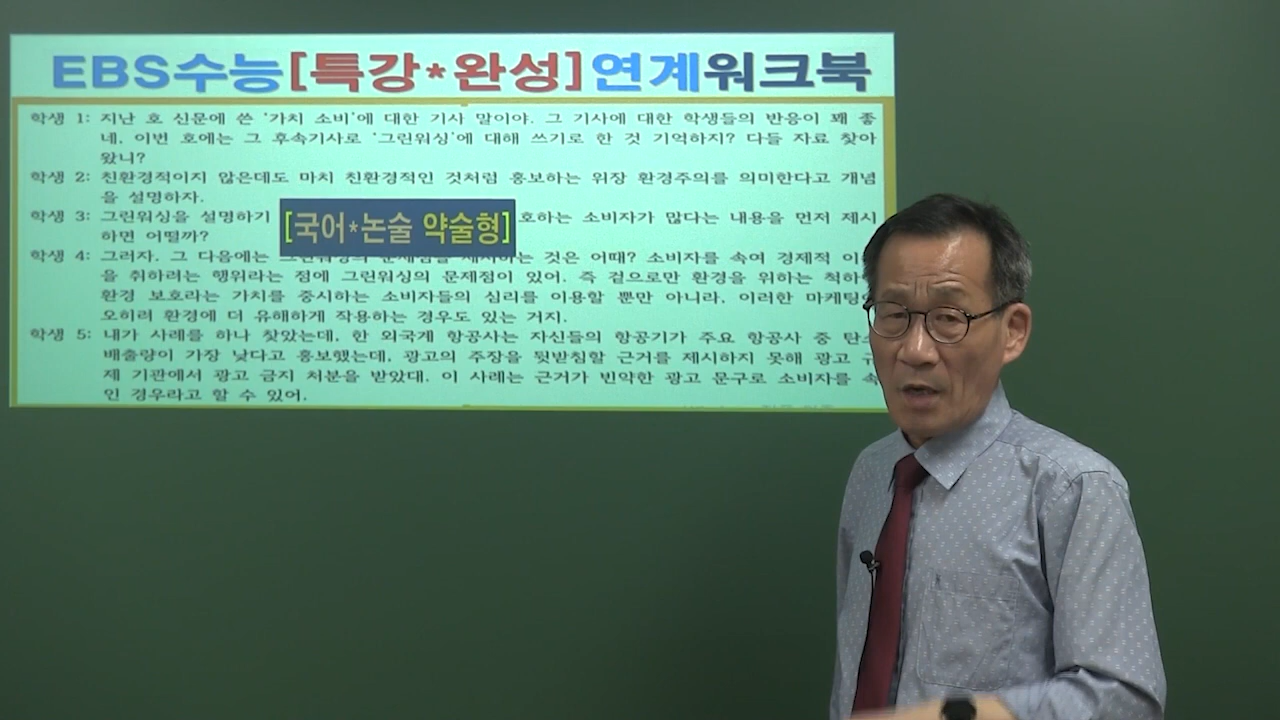 EBS수능[특강*완성]연계워크북
학생 1: 지난 호 신문에 쓴 '가치 소비'에 대한 기사 말이야. 그 기사에 대한 학생들의 반응이 꽤 좋
네. 이번 호에는 그 후속기사로 '그린워싱'에 대해 쓰기로 한 것 기억하지? 다들 자료 찾아
왔니?
학생 2: 친환경적이지 않은데도 마치 친환경적인 것처럼 홍보하는 위장 환경주의를 의미한다고 개념
을 설명하자.
학생 3: 그린워싱을 설명하기 호하는 소비자가 많다는 내용을 먼저 제시
하면 어떨까?
[국어*논술 약술형]
학생 4: 그러자. 그 다음에는 것은 어때? 소비자를 속여 경제적
을 취하려는 행위라는 점에 그린워싱의 문제점이 있어. 즉 겉으로만 환경을 위하는 척하
환경 보호라는 가치를 중시하는 소비자들의 심리를 이용할 뿐만 아니라, 이러한 마케팅
오히려 환경에 더 유해하게 작용하는 경우도 있는 거지.
학생 5: 내가 사례를 하나 찾았는데, 한 외국계 항공사는 자신들의 항공기가 주요 항공사 중 탄
배출량이 가장 낮다고 홍보했는데, 광고의 주장을 뒷받침할 근거를 제시하지 못해 광고
제 기관에서 광고 금지 처분을 받았대. 이 사례는 근거가 빈약한 광고 문구로 소비자를 속
인 경우라고 할 수 있어.